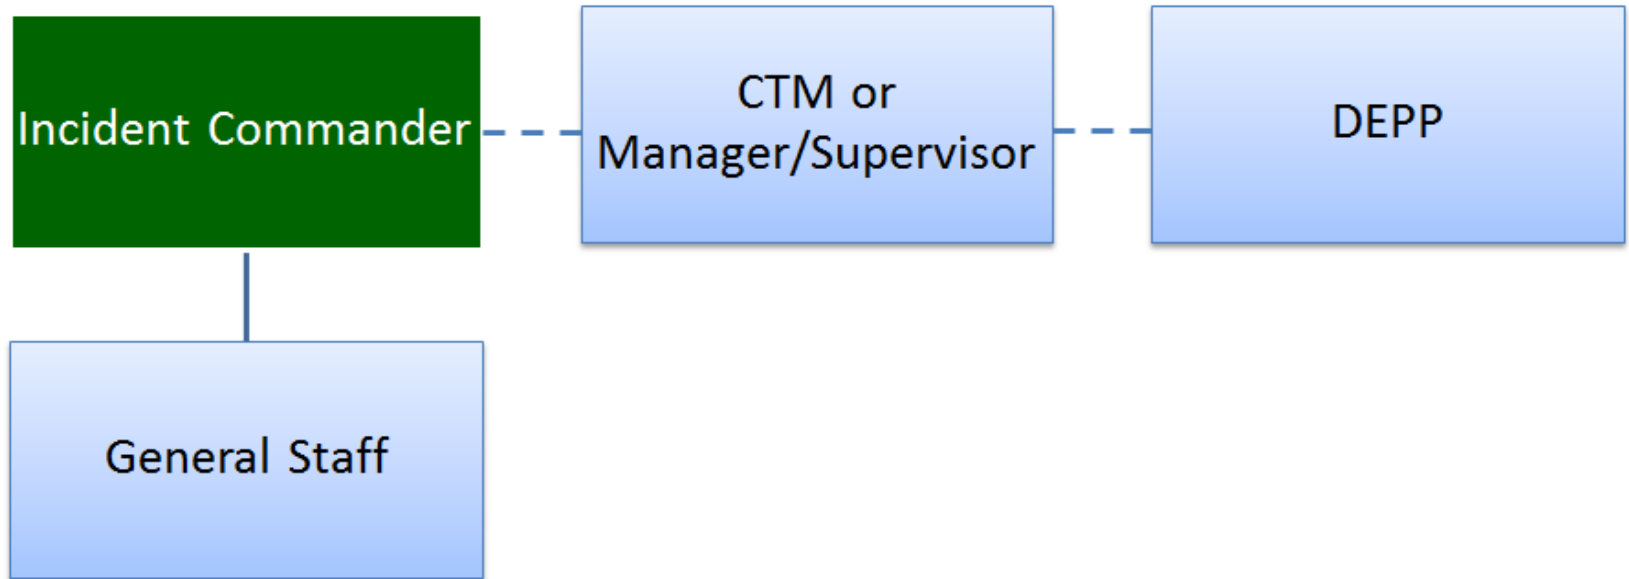 Incident Commander
CTM or
Manager/Supervisor
DEPP
General Staff